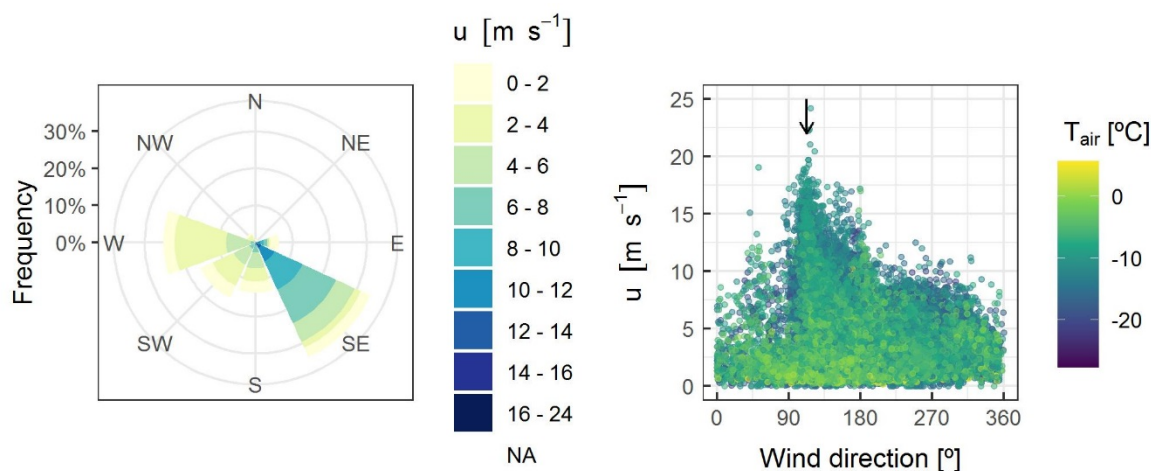 u [m s⁻¹]
0 - 2
2 - 4
4 - 6
6 - 8
8 - 10
10 - 12
12 - 14
14 - 16
16 - 24
NA
Frequency
30%
20%
10%
0%
N
NE
E
SE
S
SW
W
NW
u [m s⁻¹]
25
20
15
10
5
0
0 90 180 270 360
Wind direction [º]
Tair [ºC]
0
-10
-20